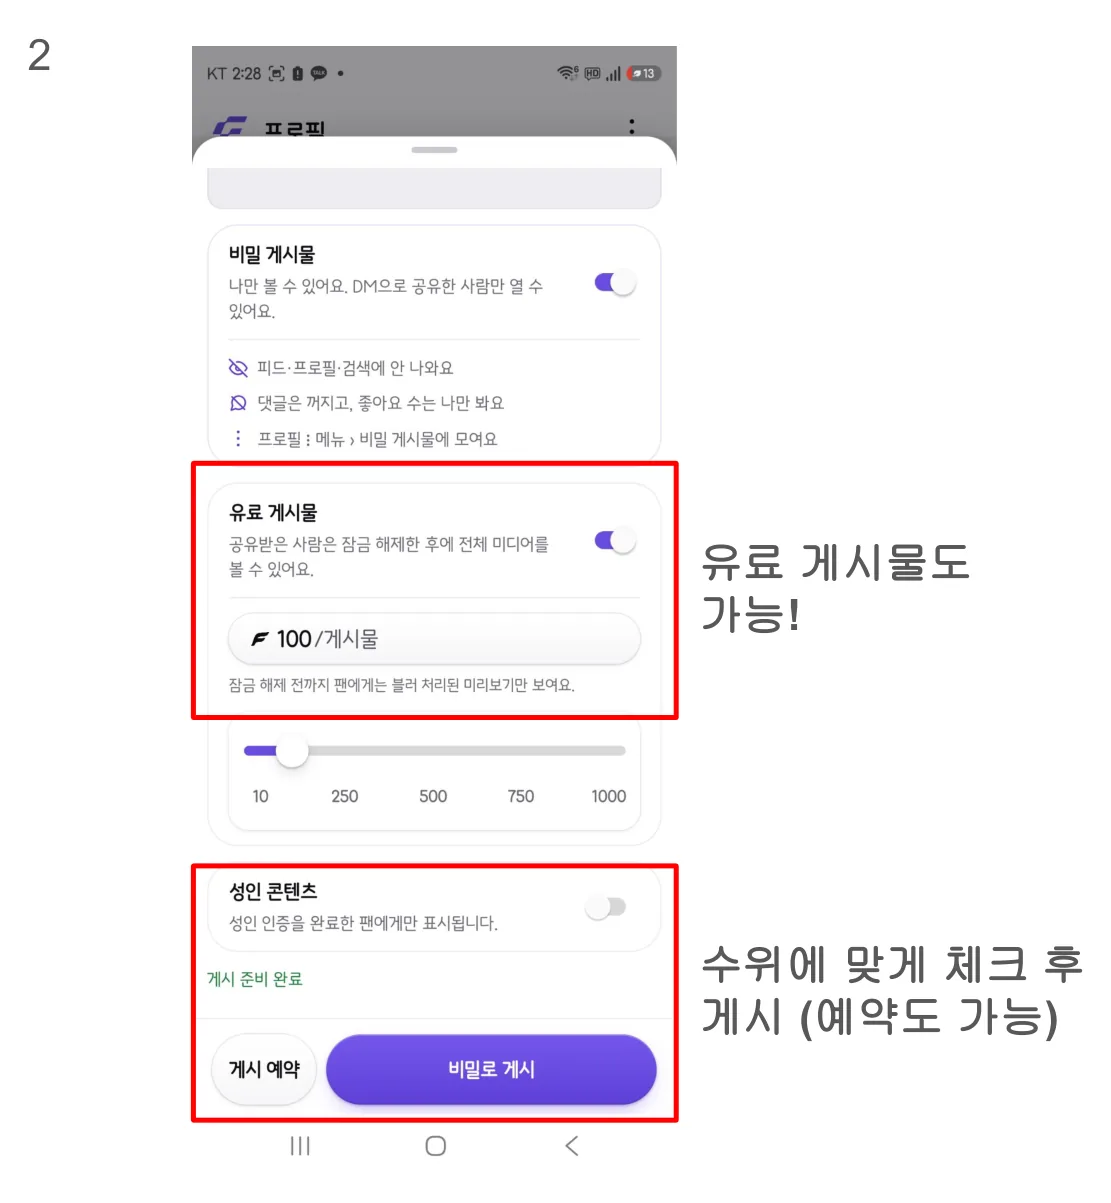 2
KT 2:28
6 HD 13
프로필
비밀 게시물
나만 볼 수 있어요. DM으로 공유한 사람만 열 수
있어요.
피드·프로필·검색에 안 나와요
댓글은 꺼지고, 좋아요 수는 나만 봐요
프로필 ⋮ 메뉴 › 비밀 게시물에 모여요
유료 게시물
공유받은 사람은 잠금 해제한 후에 전체 미디어를
볼 수 있어요.
100/게시물
잠금 해제 전까지 팬에게는 블러 처리된 미리보기만 보여요.
유료 게시물도
가능!
10 250 500 750 1000
성인 콘텐츠
성인 인증을 완료한 팬에게만 표시됩니다.
게시 준비 완료
수위에 맞게 체크 후
게시 (예약도 가능)
게시 예약
비밀로 게시